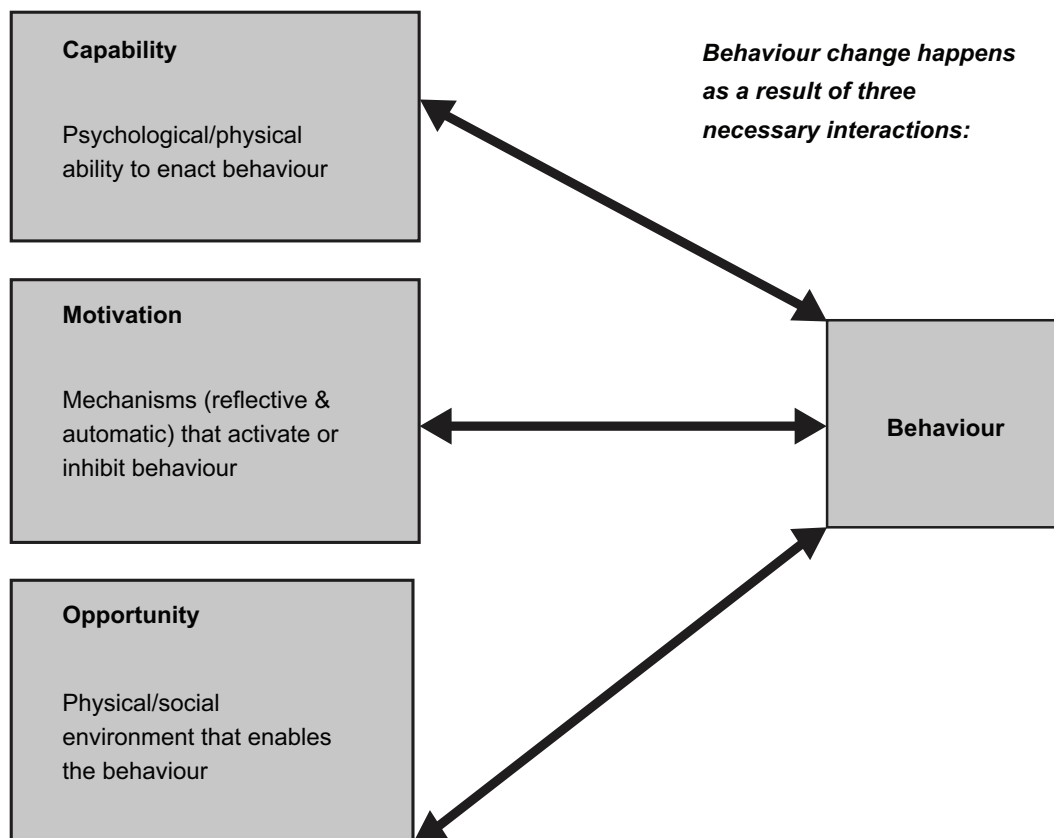 Capability
Psychological/physical
ability to enact behaviour
Behaviour change happens
as a result of three
necessary interactions:
Motivation
Mechanisms (reflective &
automatic) that activate or
inhibit behaviour
Behaviour
Opportunity
Physical/social
environment that enables
the behaviour